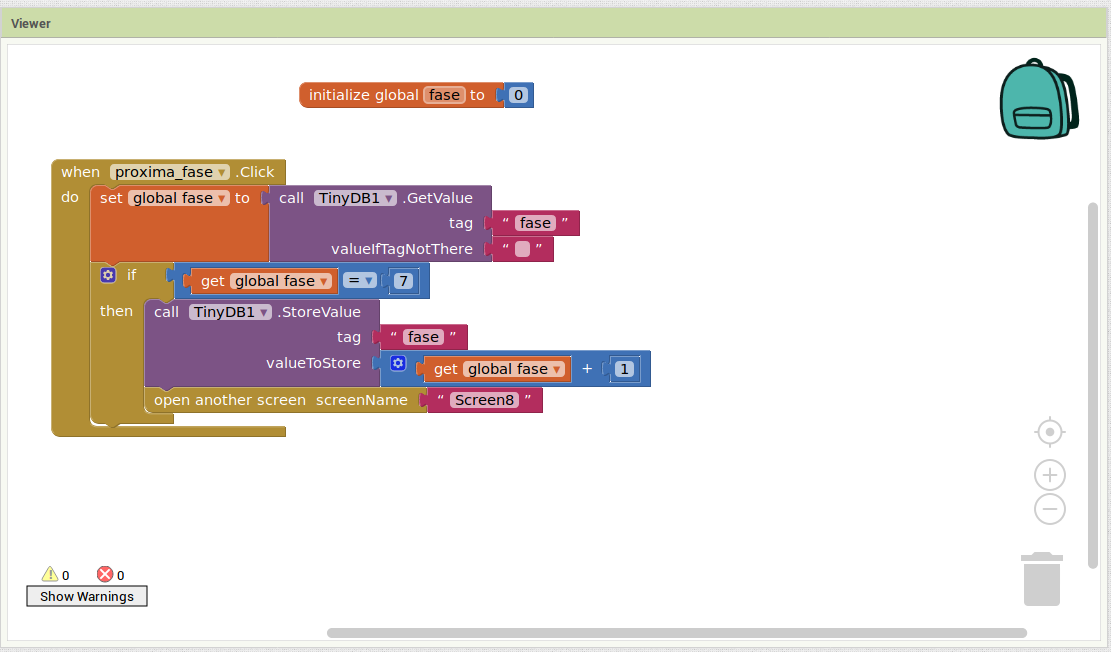 Viewer
initialize global fase to 0
when proxima_fase .Click
do set global fase to call TinyDB1 .GetValue
tag “ fase ”
valueIfTagNotThere “ ”
if get global fase = 7
then call TinyDB1 .StoreValue
tag “ fase ”
valueToStore get global fase + 1
open another screen screenName “ Screen8 ”
0 0
Show Warnings